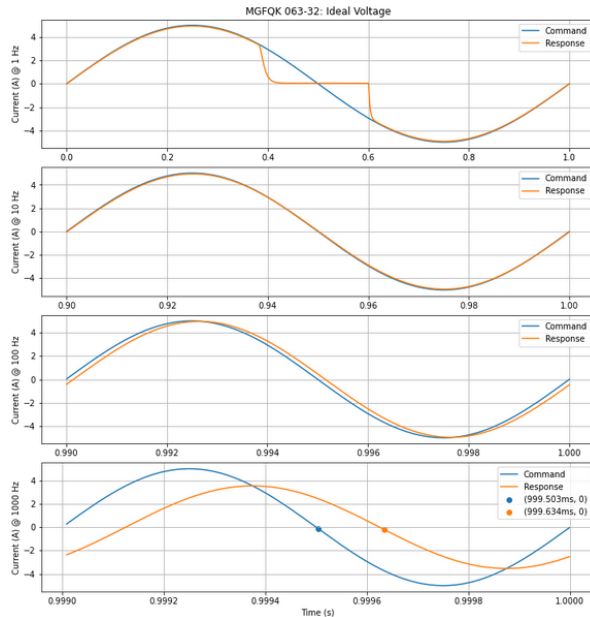 MGFQK 063-32: Ideal Voltage
Current (A) @ 1 Hz
4
2
0
−2
−4
Command
Response
0.0 0.2 0.4 0.6 0.8 1.0
Current (A) @ 10 Hz
4
2
0
−2
−4
Command
Response
0.90 0.92 0.94 0.96 0.98 1.00
Current (A) @ 100 Hz
4
2
0
−2
−4
Command
Response
0.990 0.992 0.994 0.996 0.998 1.000
Current (A) @ 1000 Hz
4
2
0
−2
−4
Command
Response
(999.503ms, 0)
(999.634ms, 0)
0.9990 0.9992 0.9994 0.9996 0.9998 1.0000
Time (s)